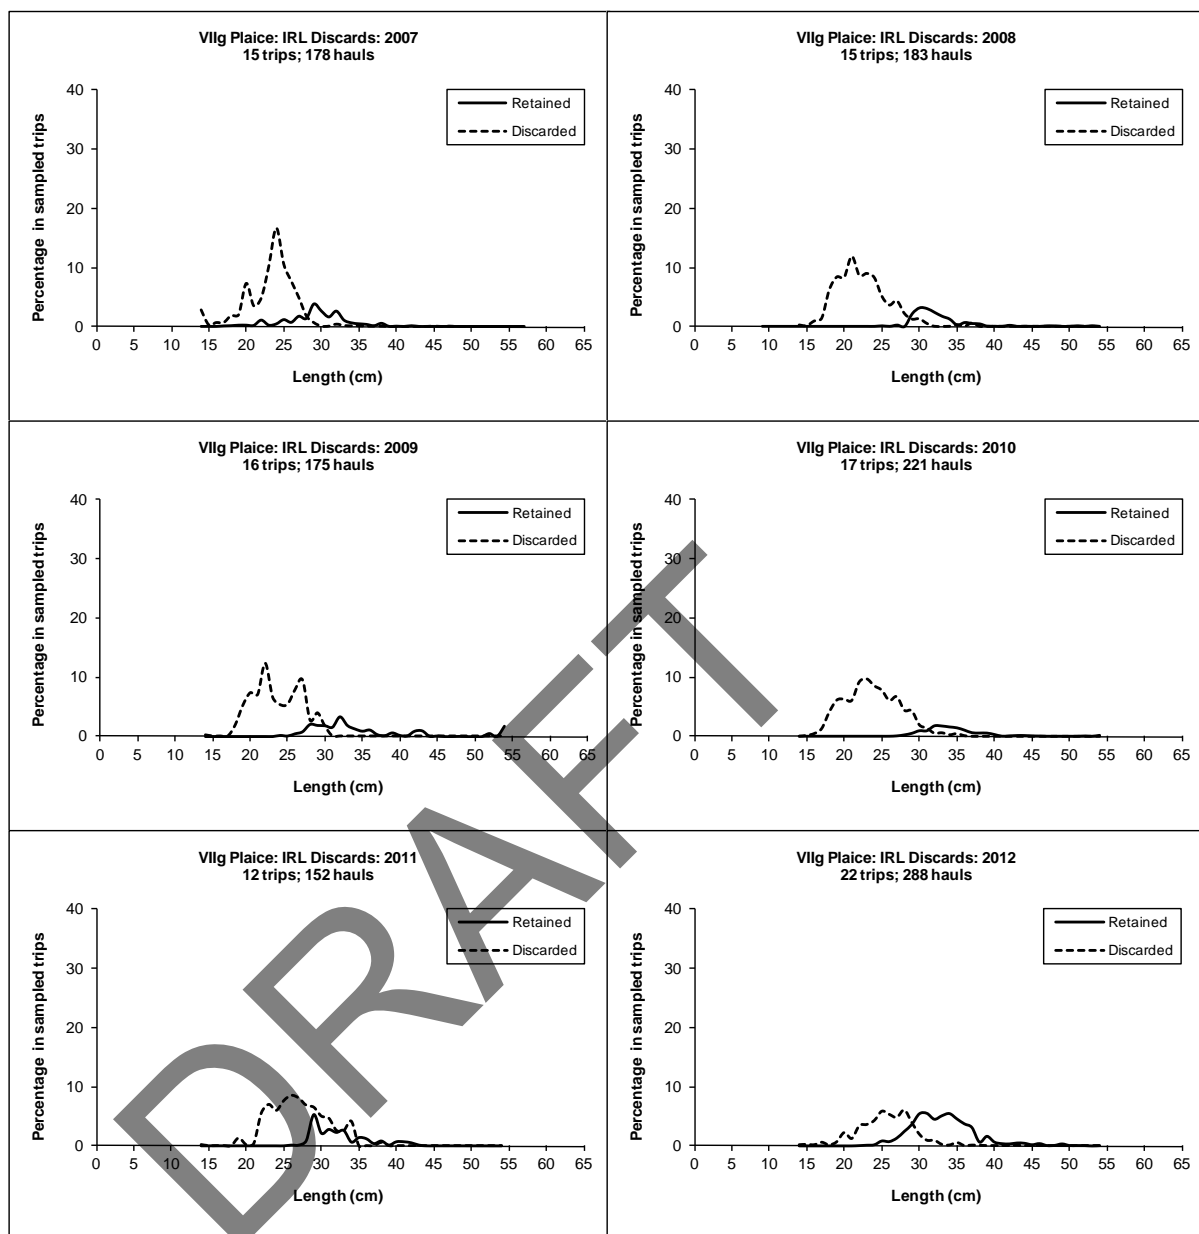 VIIg Plaice: IRL Discards: 2007
15 trips; 178 hauls
Percentage in sampled trips
40
30
20
10
0
Retained
Discarded
0 5 10 15 20 25 30 35 40 45 50 55 60 65
Length (cm)
VIIg Plaice: IRL Discards: 2008
15 trips; 183 hauls
Percentage in sampled trips
40
30
20
10
0
Retained
Discarded
0 5 10 15 20 25 30 35 40 45 50 55 60 65
Length (cm)
VIIg Plaice: IRL Discards: 2009
16 trips; 175 hauls
Percentage in sampled trips
40
30
20
10
0
Retained
Discarded
0 5 10 15 20 25 30 35 40 45 50 55 60 65
Length (cm)
VIIg Plaice: IRL Discards: 2010
17 trips; 221 hauls
Percentage in sampled trips
40
30
20
10
0
Retained
Discarded
0 5 10 15 20 25 30 35 40 45 50 55 60 65
Length (cm)
VIIg Plaice: IRL Discards: 2011
12 trips; 152 hauls
Percentage in sampled trips
40
30
20
10
0
Retained
Discarded
0 5 10 15 20 25 30 35 40 45 50 55 60 65
Length (cm)
VIIg Plaice: IRL Discards: 2012
22 trips; 288 hauls
Percentage in sampled trips
40
30
20
10
0
Retained
Discarded
0 5 10 15 20 25 30 35 40 45 50 55 60 65
Length (cm)
DRAFT